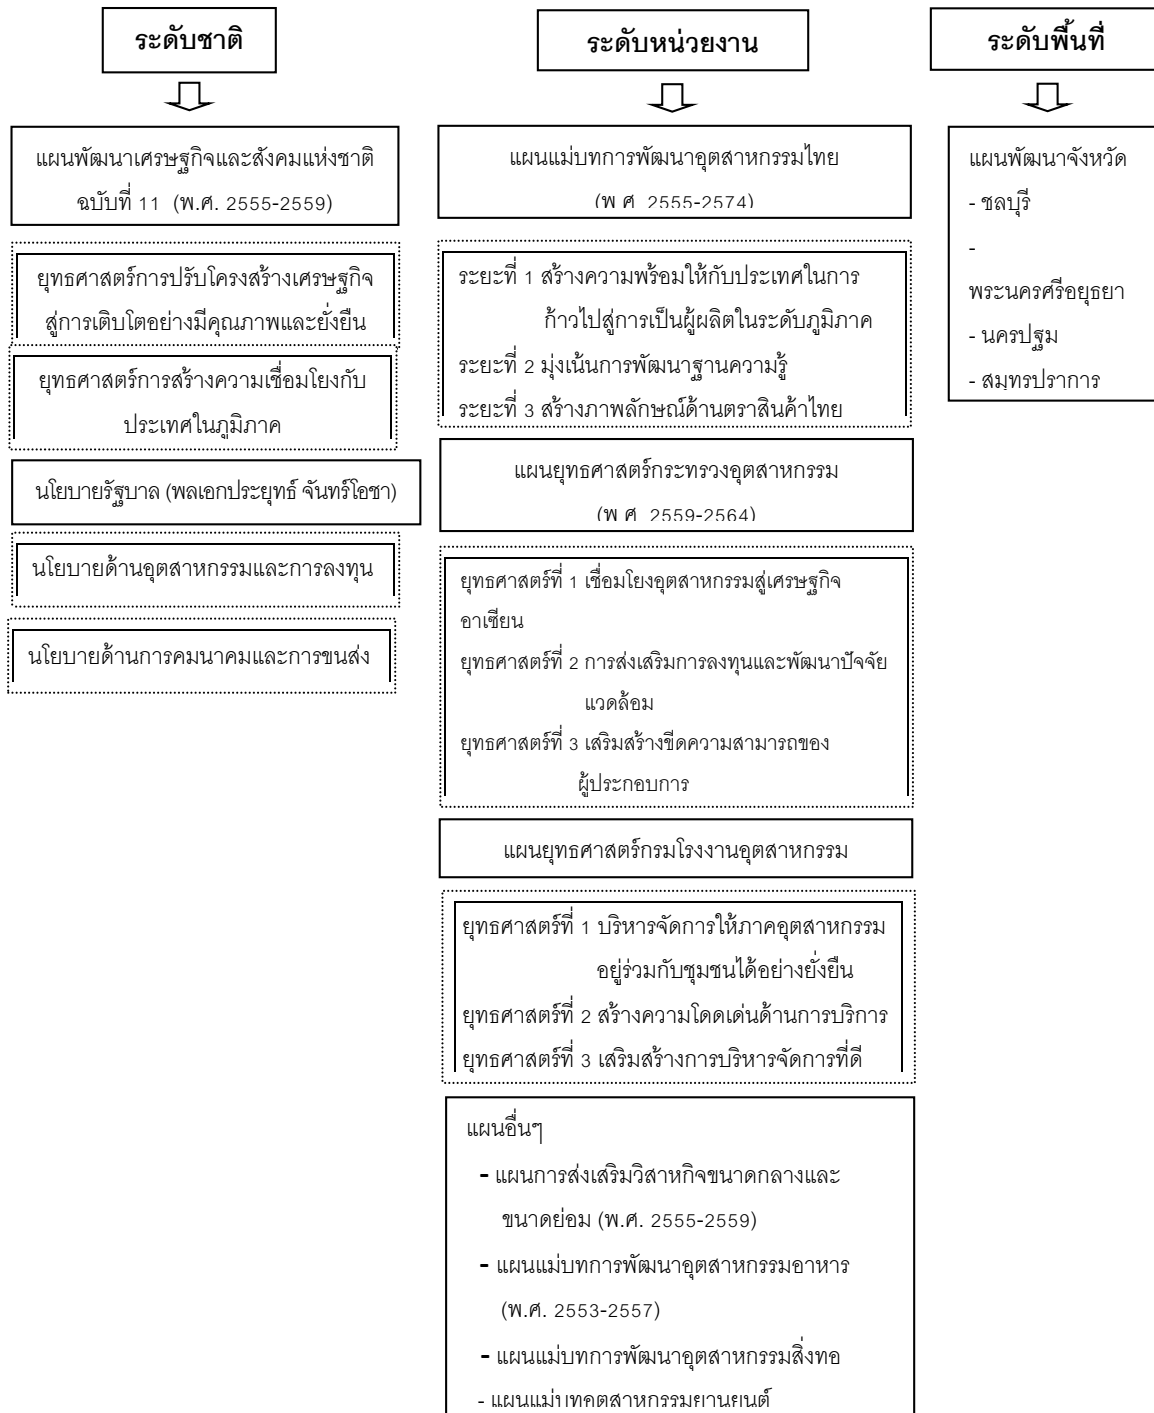 ระดับชาติ
แผนพัฒนาเศรษฐกิจและสังคมแห่งชาติ
ฉบับที่ 11 (พ.ศ. 2555-2559)
ยุทธศาสตร์การปรับโครงสร้างเศรษฐกิจ
สู่การเติบโตอย่างมีคุณภาพและยั่งยืน
ยุทธศาสตร์การสร้างความเชื่อมโยงกับ
ประเทศในภูมิภาค
นโยบายรัฐบาล (พลเอกประยุทธ์ จันทร์โอชา)
นโยบายด้านอุตสาหกรรมและการลงทุน
นโยบายด้านการคมนาคมและการขนส่ง
ระดับหน่วยงาน
แผนแม่บทการพัฒนาอุตสาหกรรมไทย
(พ.ศ. 2555-2574)
ระยะที่ 1 สร้างความพร้อมให้กับประเทศในการ
ก้าวไปสู่การเป็นผู้ผลิตในระดับภูมิภาค
ระยะที่ 2 มุ่งเน้นการพัฒนาฐานความรู้
ระยะที่ 3 สร้างภาพลักษณ์ด้านตราสินค้าไทย
แผนยุทธศาสตร์กระทรวงอุตสาหกรรม
(พ.ศ. 2559-2564)
ยุทธศาสตร์ที่ 1 เชื่อมโยงอุตสาหกรรมสู่เศรษฐกิจ
อาเซียน
ยุทธศาสตร์ที่ 2 การส่งเสริมการลงทุนและพัฒนาปัจจัย
แวดล้อม
ยุทธศาสตร์ที่ 3 เสริมสร้างขีดความสามารถของ
ผู้ประกอบการ
แผนยุทธศาสตร์กรมโรงงานอุตสาหกรรม
ยุทธศาสตร์ที่ 1 บริหารจัดการให้ภาคอุตสาหกรรม
อยู่ร่วมกับชุมชนได้อย่างยั่งยืน
ยุทธศาสตร์ที่ 2 สร้างความโดดเด่นด้านการบริการ
ยุทธศาสตร์ที่ 3 เสริมสร้างการบริหารจัดการที่ดี
แผนอื่นๆ
- แผนการส่งเสริมวิสาหกิจขนาดกลางและ
ขนาดย่อม (พ.ศ. 2555-2559)
- แผนแม่บทการพัฒนาอุตสาหกรรมอาหาร
(พ.ศ. 2553-2557)
- แผนแม่บทการพัฒนาอุตสาหกรรมสิ่งทอ
- แผนแม่บทอุตสาหกรรมยานยนต์
ระดับพื้นที่
แผนพัฒนาจังหวัด
- ชลบุรี
-
พระนครศรีอยุธยา
- นครปฐม
- สมุทรปราการ